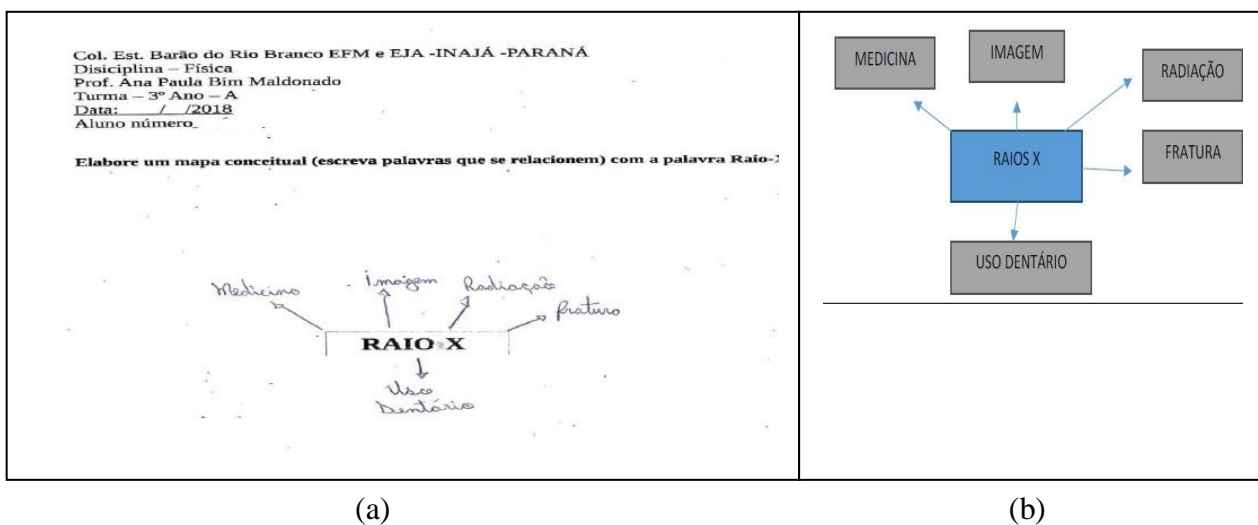 Col. Est. Barão do Rio Branco EFM e EJA -INAJÁ -PARANÁ
Disiciplina – Física
Prof. Ana Paula Bim Maldonado
Turma – 3º Ano – A
Data: / /2018
Aluno número
Elabore um mapa conceitual (escreva palavras que se relacionem) com a palavra Raio-
Medicina
Imagem
Radiação
fratura
RAIO-X
Uso
Dentário
(a)
MEDICINA
IMAGEM
RADIAÇÃO
RAIOS X
FRATURA
USO DENTÁRIO
(b)